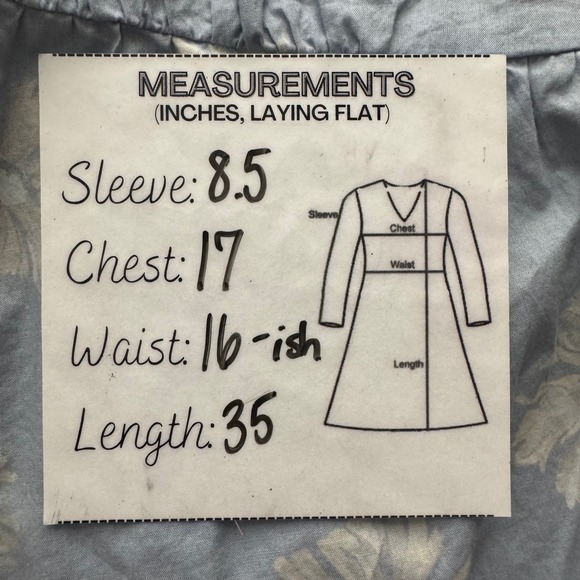 MEASUREMENTS
(INCHES, LAYING FLAT)
Sleeve: 8.5
Chest: 17
Waist: 16-ish
Length: 35
Sleeve
Chest
Waist
Length